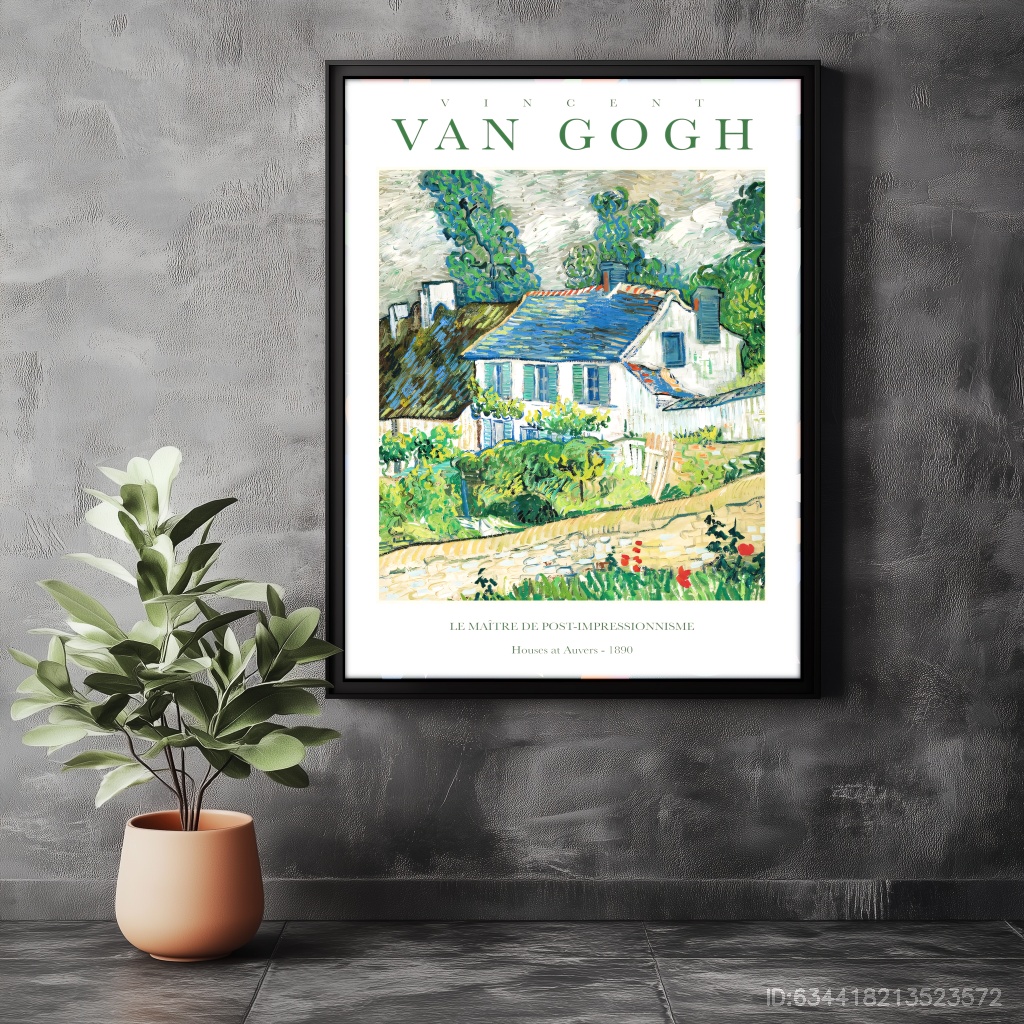 VINCENT
VAN GOGH
LE MAÎTRE DE POST-IMPRESSIONNISME
Houses at Auvers - 1890
ID:634418213523572